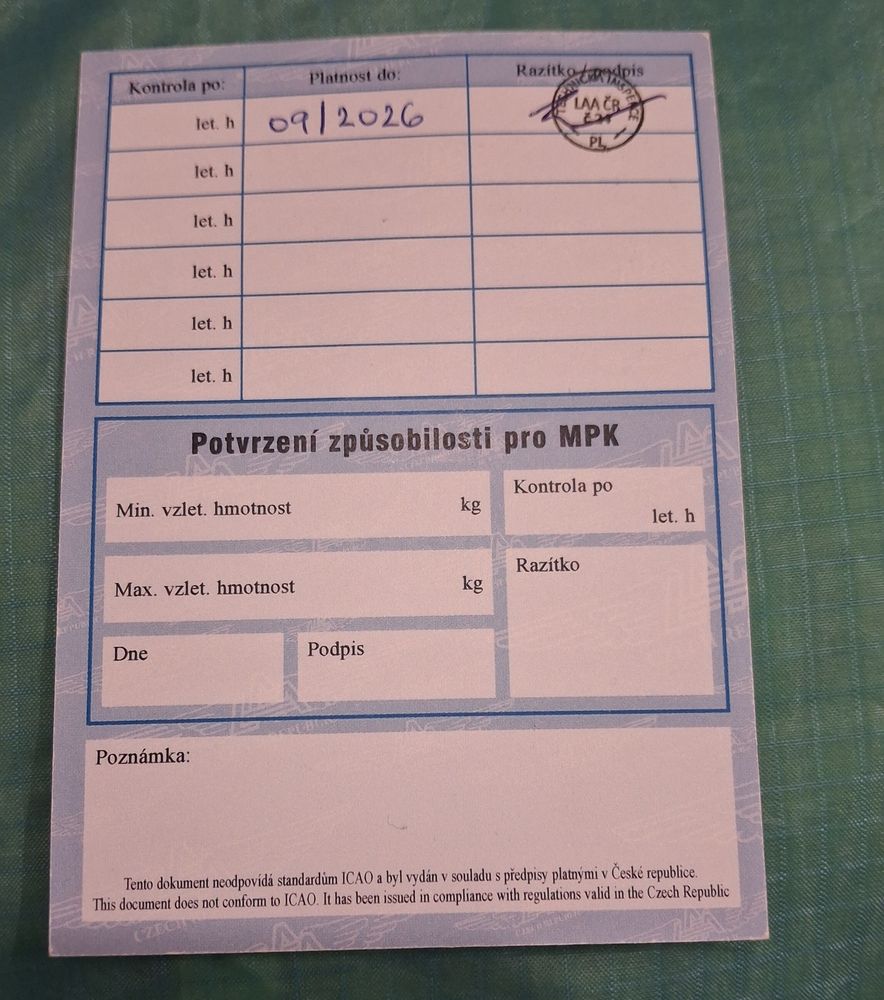 Kontrola po: Platnost do: Razítko / podpis
let. h 09/2026
TECHNICKÁ INSPEKCE
LAA ČR
PL
let. h
let. h
let. h
let. h
let. h
Potvrzení způsobilosti pro MPK
Min. vzlet. hmotnost kg
Kontrola po
let. h
Max. vzlet. hmotnost kg
Razítko
Dne
Podpis
Poznámka:
Tento dokument neodpovídá standardům ICAO a byl vydán v souladu s předpisy platnými v České republice.
This document does not conform to ICAO. It has been issued in compliance with regulations valid in the Czech Republic